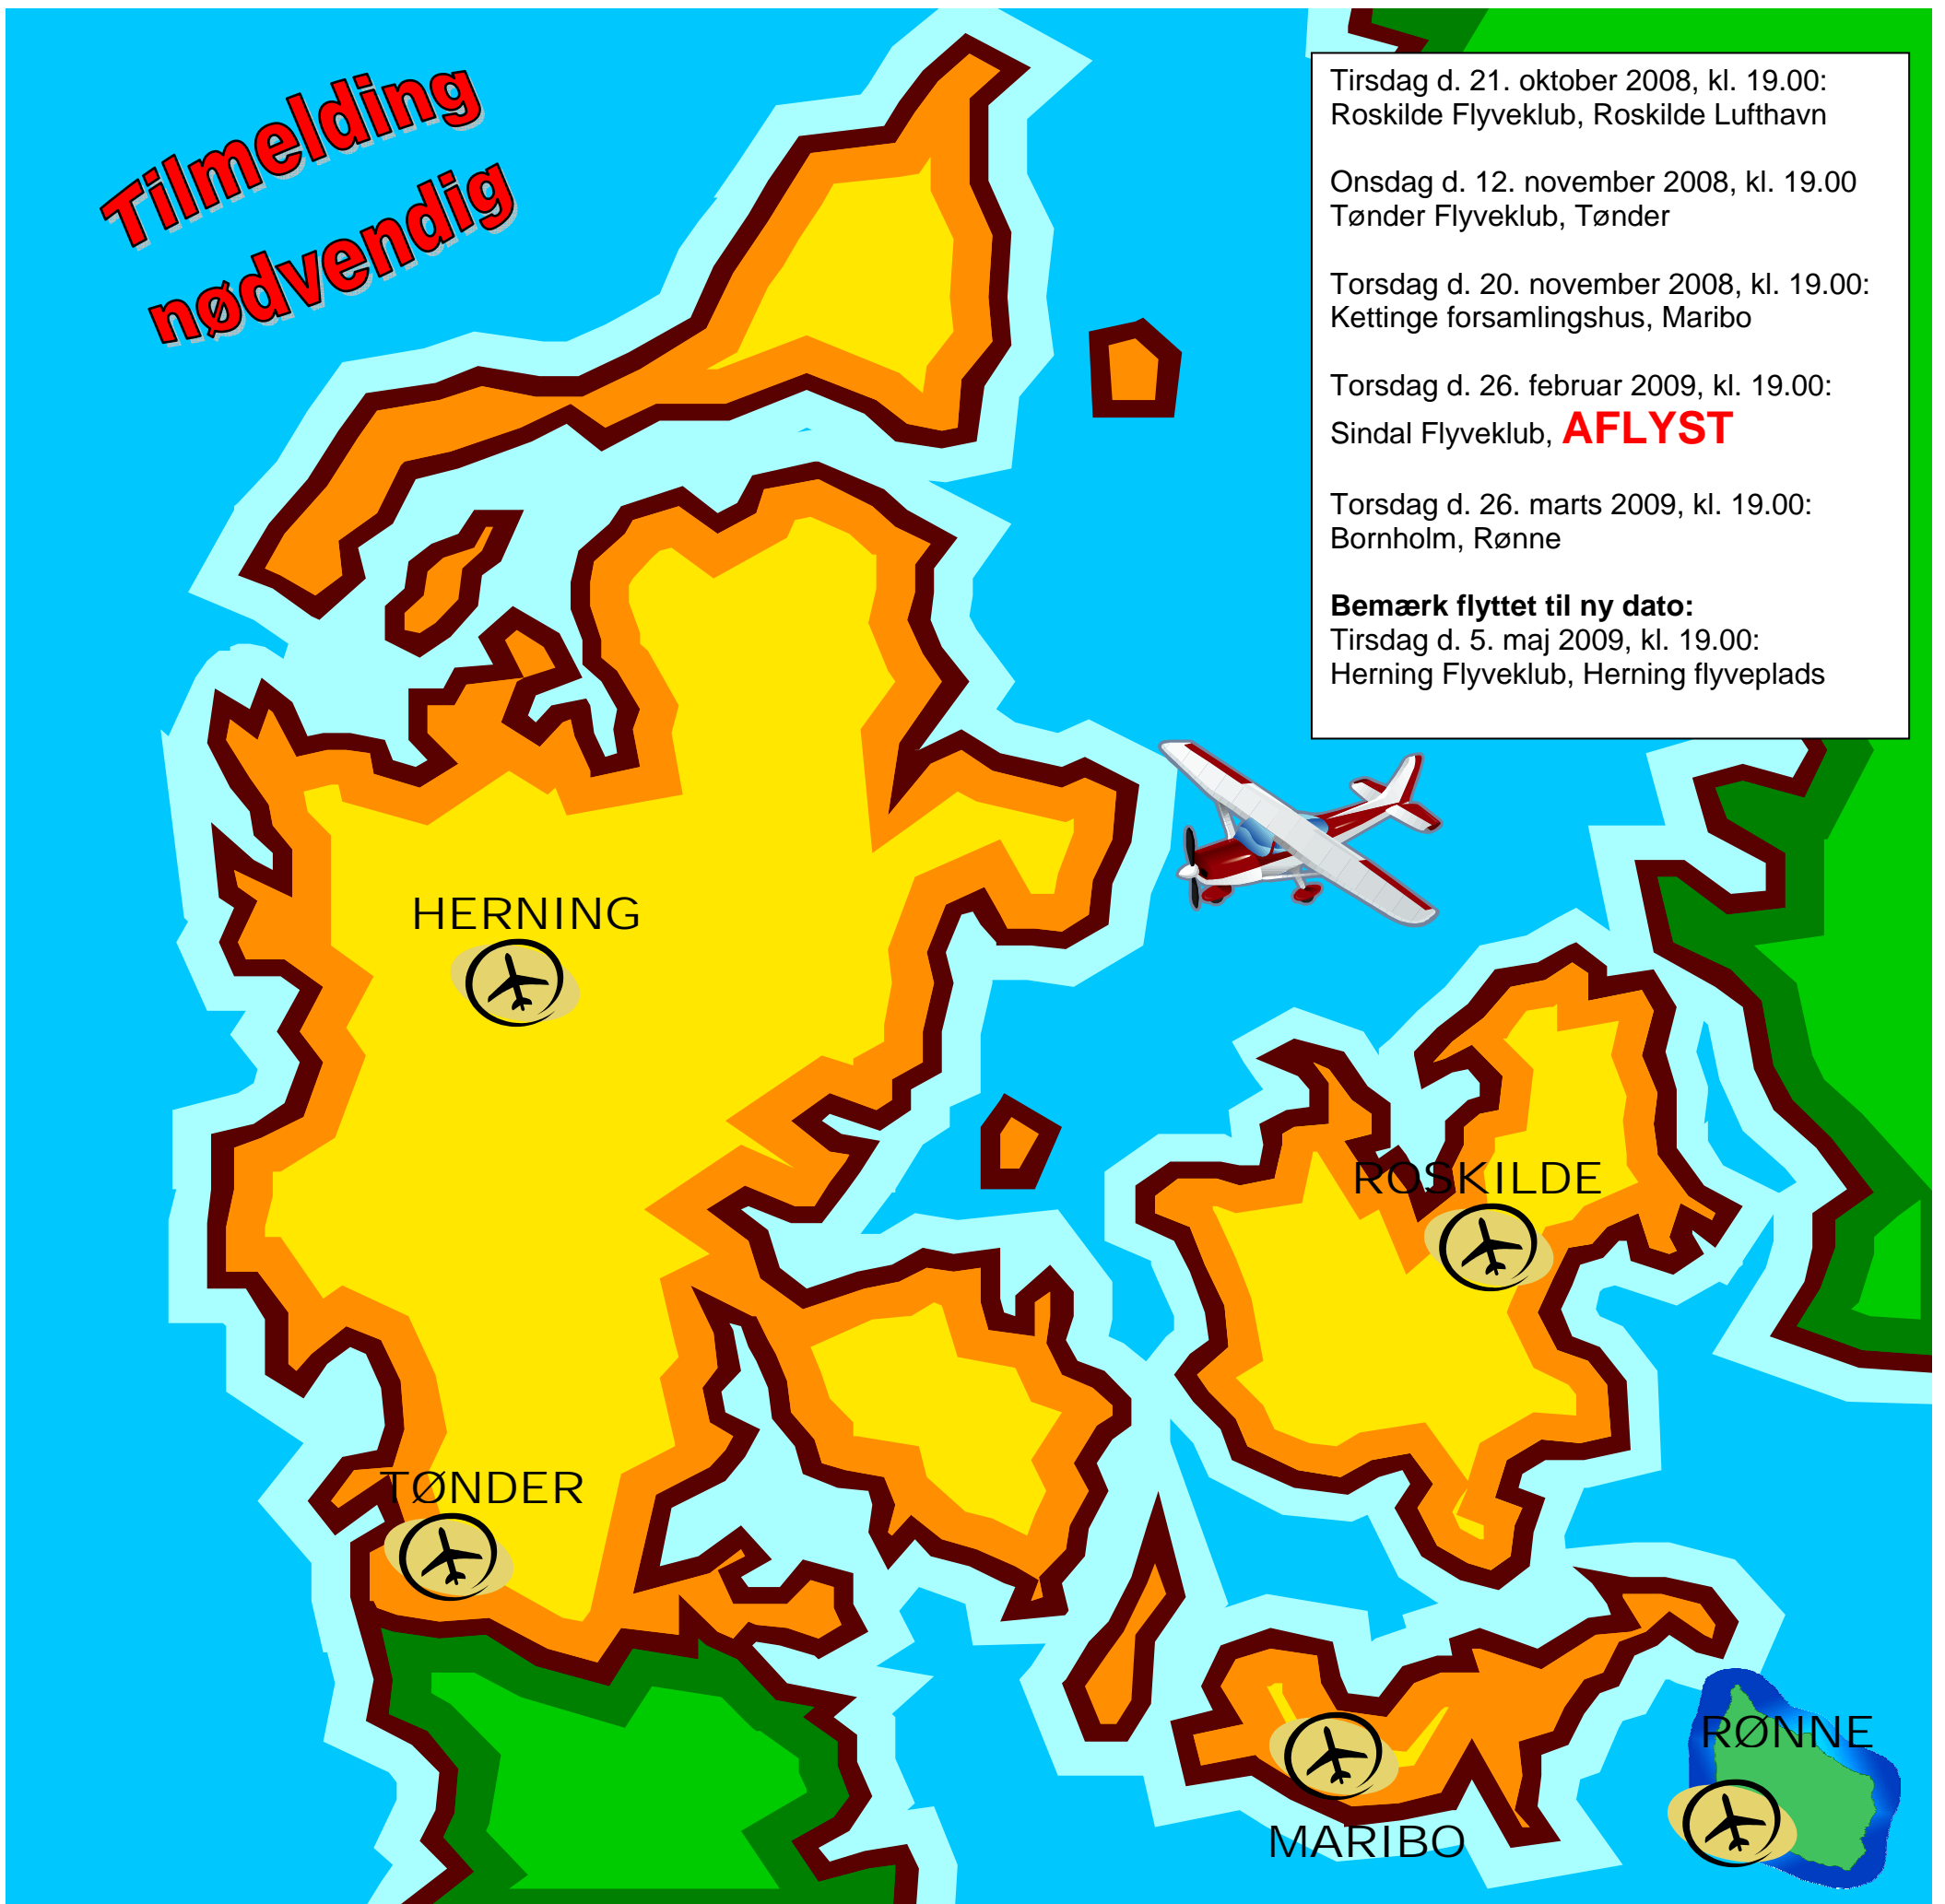 Tilmelding
nødvendig
Tirsdag d. 21. oktober 2008, kl. 19.00:
Roskilde Flyveklub, Roskilde Lufthavn
Onsdag d. 12. november 2008, kl. 19.00
Tønder Flyveklub, Tønder
Torsdag d. 20. november 2008, kl. 19.00:
Kettinge forsamlingshus, Maribo
Torsdag d. 26. februar 2009, kl. 19.00:
Sindal Flyveklub, AFLYST
Torsdag d. 26. marts 2009, kl. 19.00:
Bornholm, Rønne
Bemærk flyttet til ny dato:
Tirsdag d. 5. maj 2009, kl. 19.00:
Herning Flyveklub, Herning flyveplads
HERNING
ROSKILDE
TØNDER
RØNNE
MARIBO